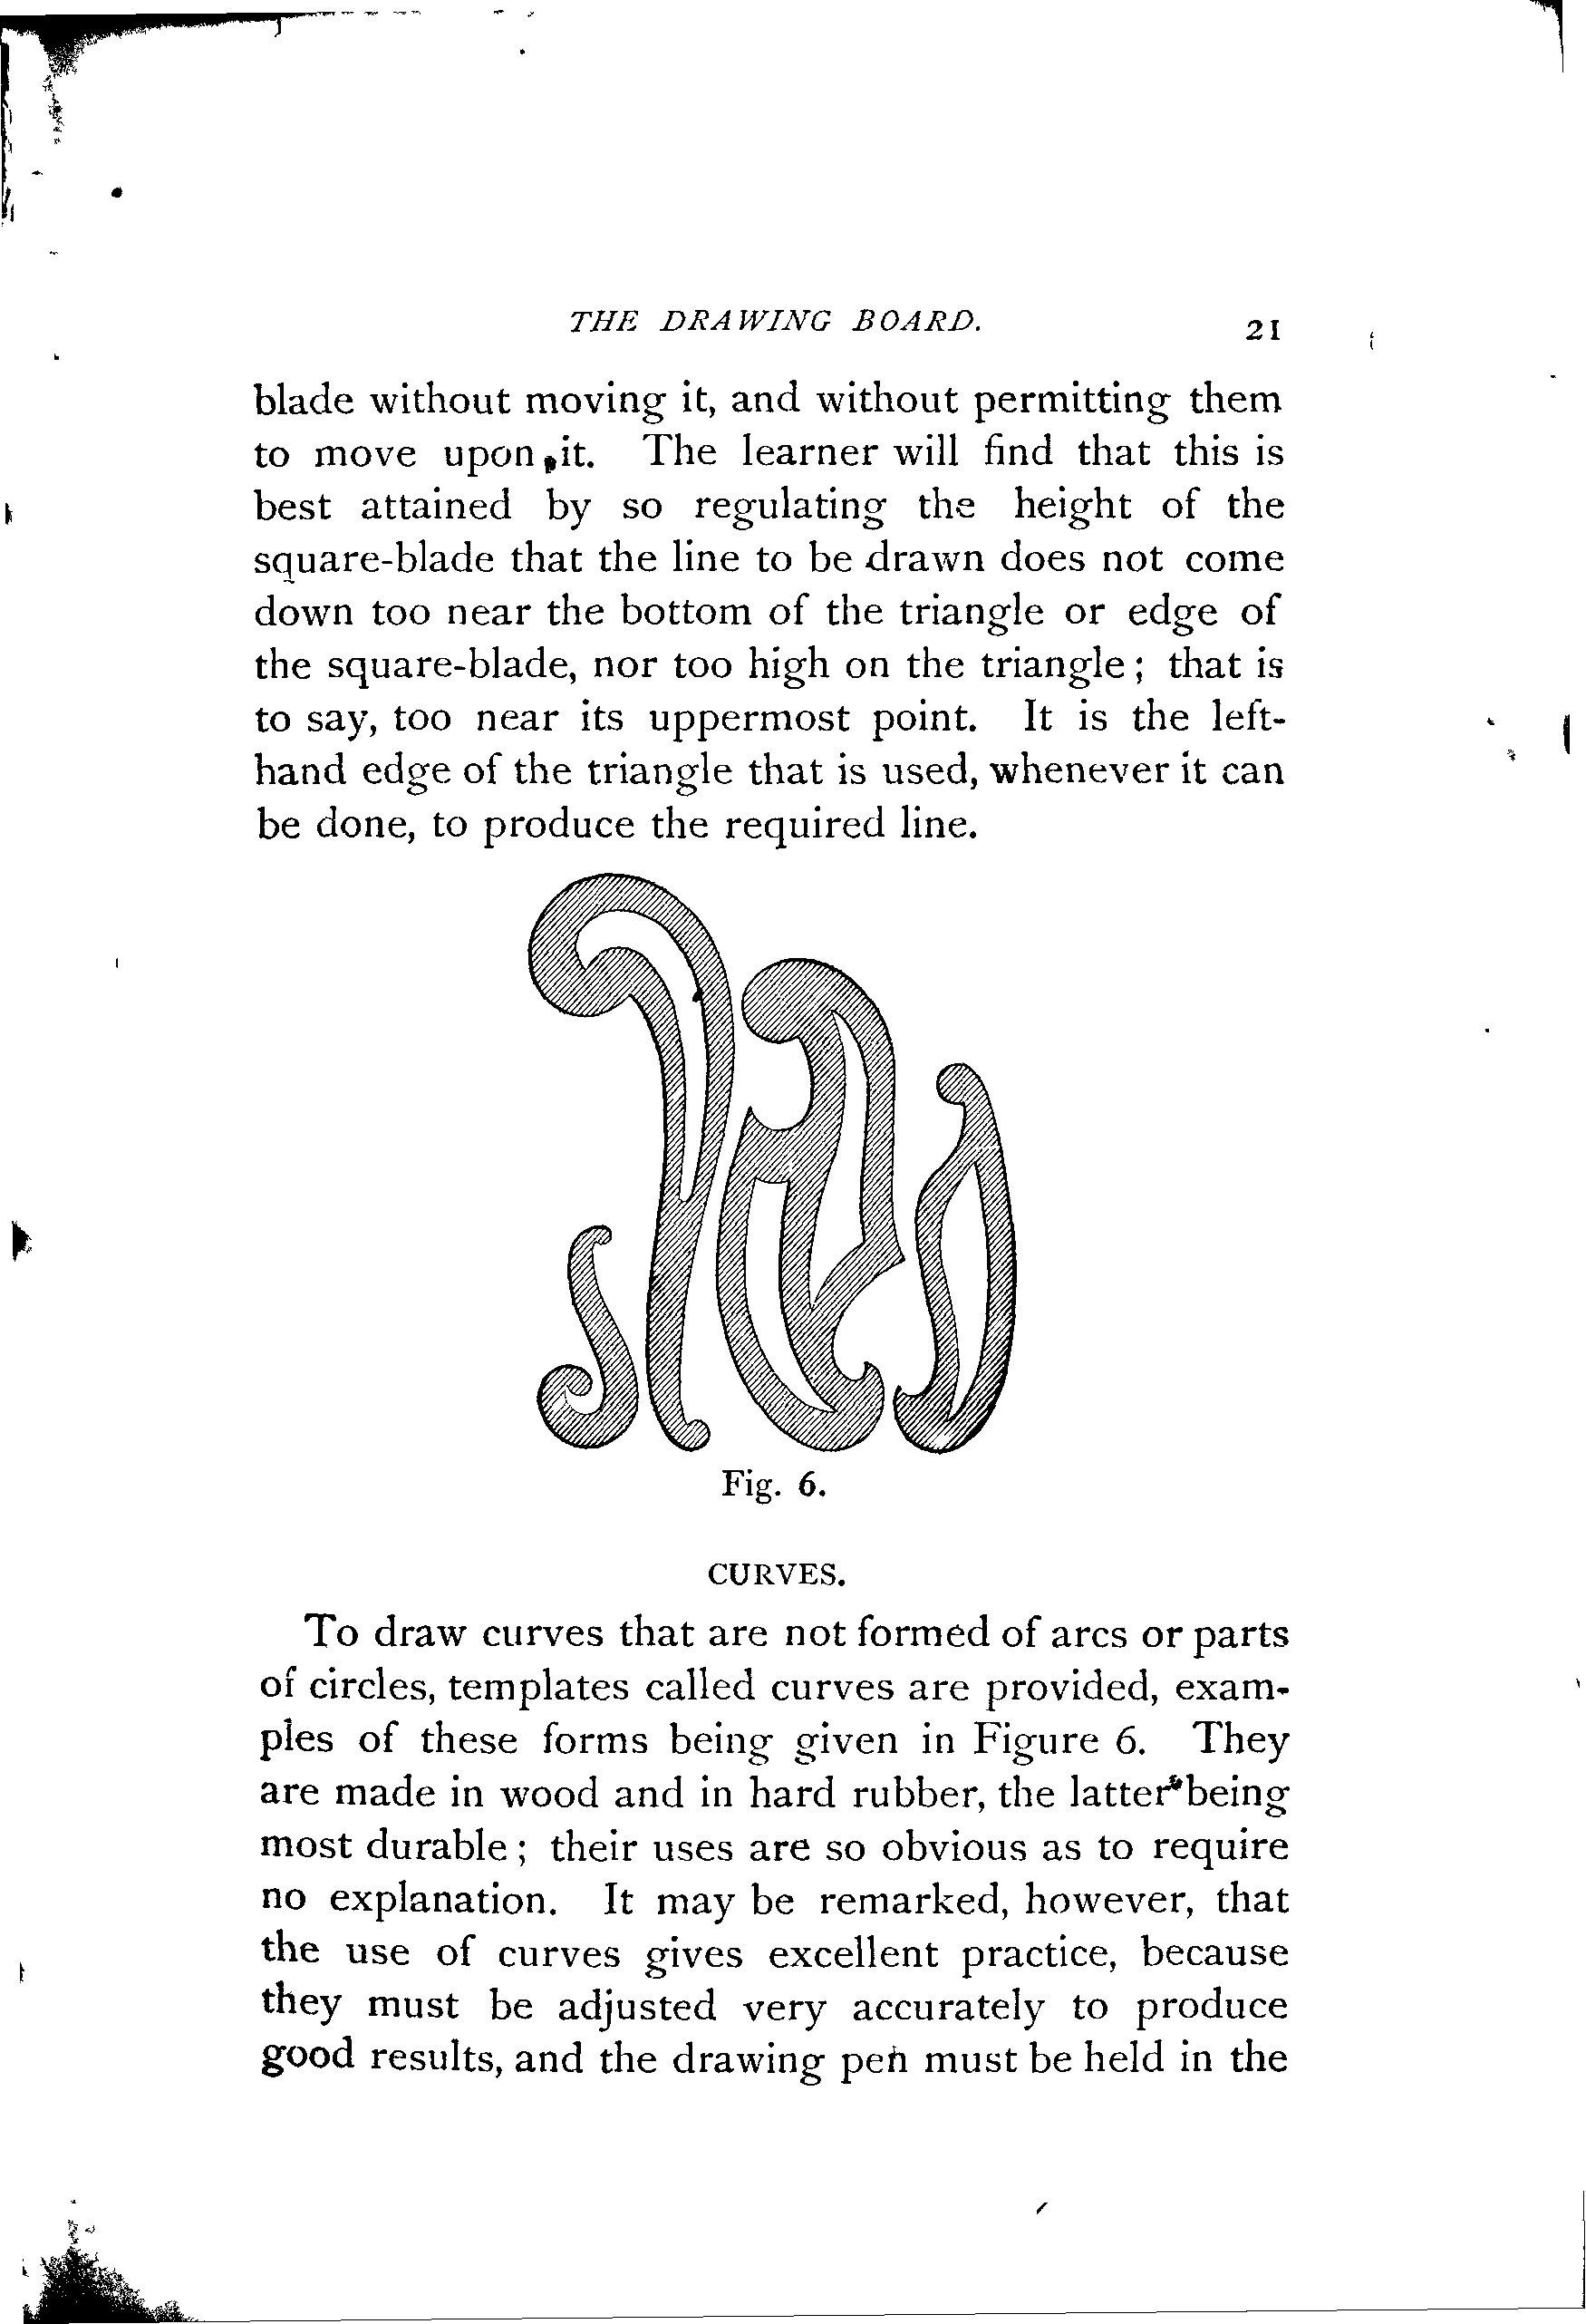 THE DRAWING BOARD. 21
blade without moving it, and without permitting them
to move upon it. The learner will find that this is
best attained by so regulating the height of the
square-blade that the line to be drawn does not come
down too near the bottom of the triangle or edge of
the square-blade, nor too high on the triangle; that is
to say, too near its uppermost point. It is the left-
hand edge of the triangle that is used, whenever it can
be done, to produce the required line.
Fig. 6.
CURVES.
To draw curves that are not formed of arcs or parts
of circles, templates called curves are provided, exam-
ples of these forms being given in Figure 6. They
are made in wood and in hard rubber, the latter being
most durable; their uses are so obvious as to require
no explanation. It may be remarked, however, that
the use of curves gives excellent practice, because
they must be adjusted very accurately to produce
good results, and the drawing pen must be held in the